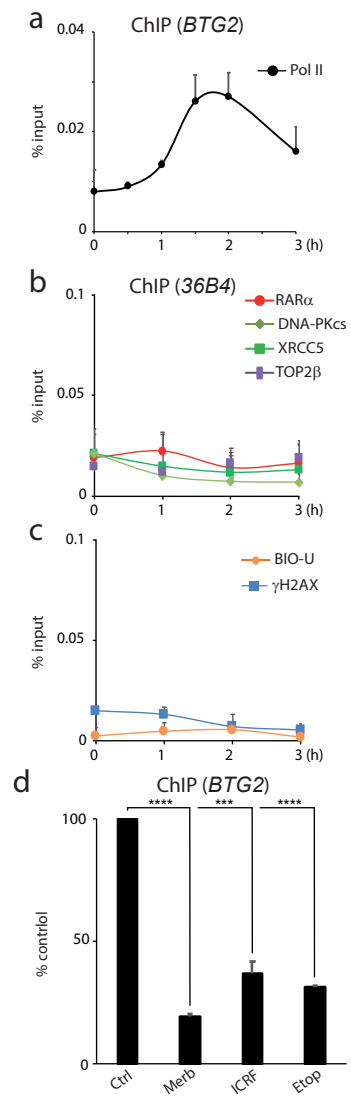 a
ChIP (BTG2)
0.04
Pol II
0.02
% input
0
0 1 2 3 (h)
b
ChIP (36B4)
0.1
RARα
DNA-PKcs
XRCC5
TOP2β
0.05
% input
0
0 1 2 3 (h)
c
0.1
BIO-U
γH2AX
0.05
% input
0
0 1 2 3 (h)
d
ChIP (BTG2)
**** *** ****
100
50
% contrlol
0
Ctrl Merb ICRF Etop